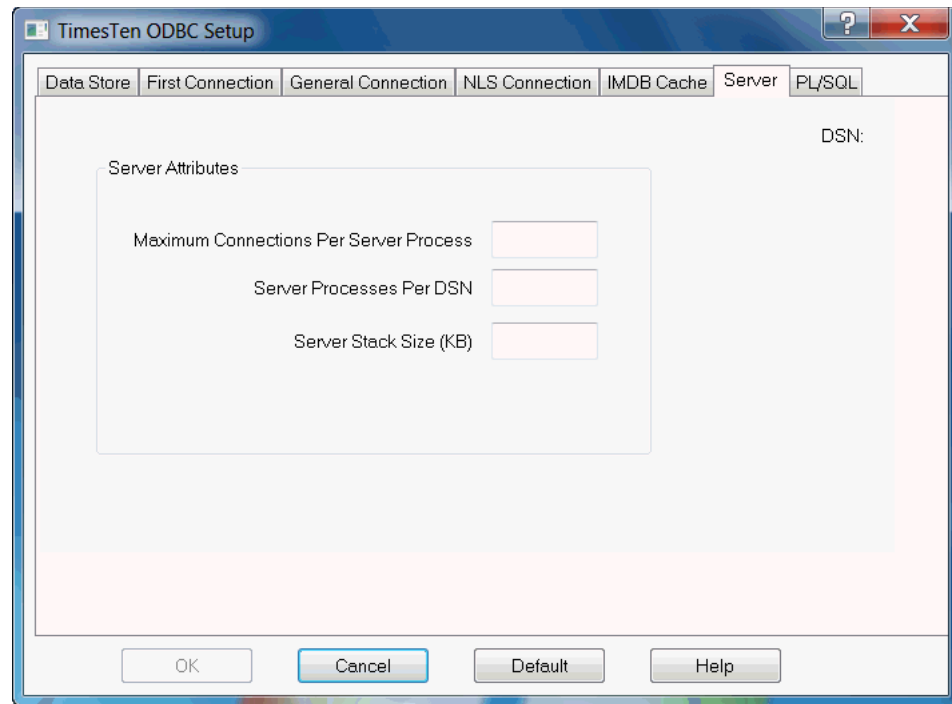 TimesTen ODBC Setup
Data Store First Connection General Connection NLS Connection IMDB Cache Server PL/SQL
DSN:
Server Attributes
Maximum Connections Per Server Process
Server Processes Per DSN
Server Stack Size (KB)
OK Cancel Default Help